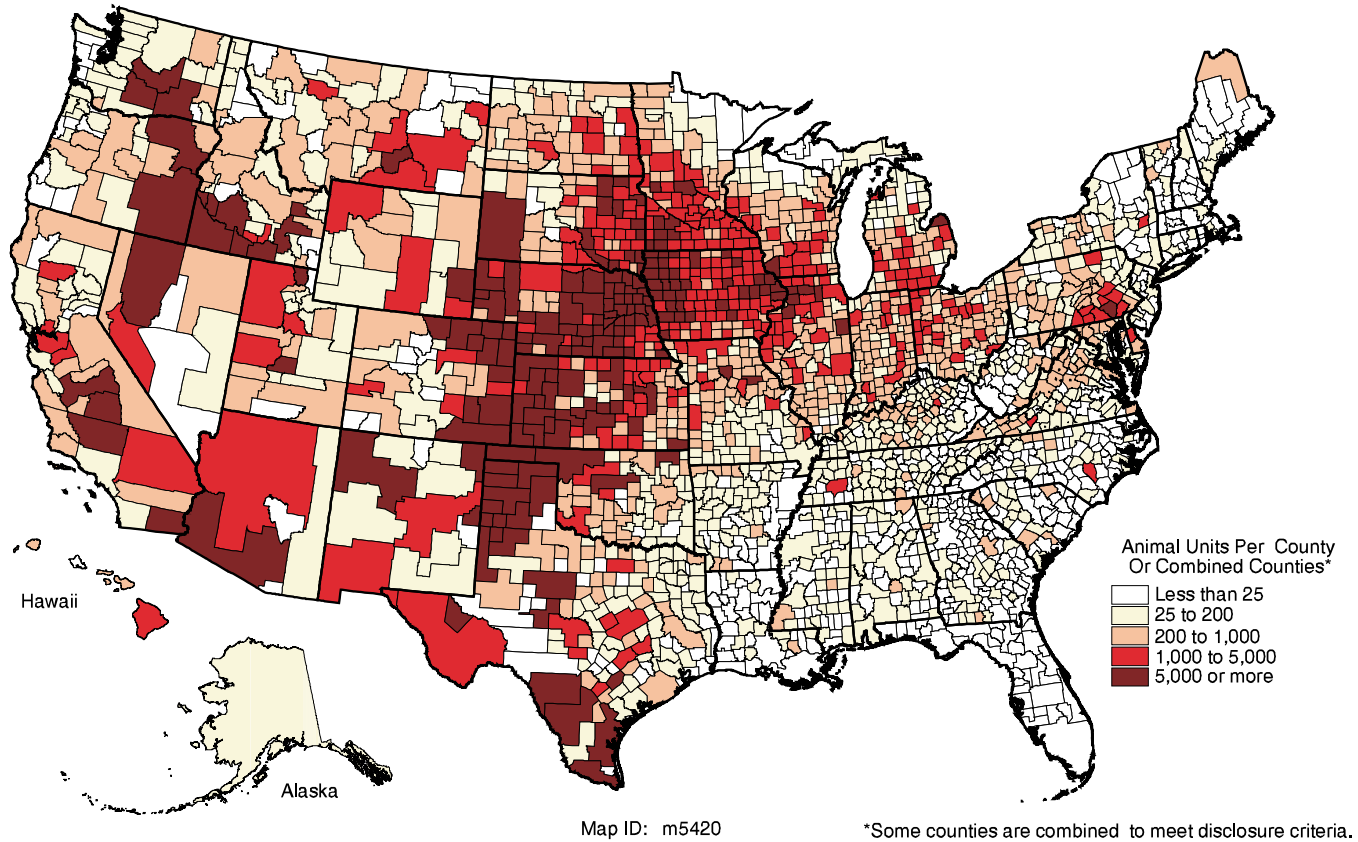 Animal Units Per County
Or Combined Counties*
Less than 25
25 to 200
200 to 1,000
1,000 to 5,000
5,000 or more
Hawaii
Alaska
Map ID: m5420
*Some counties are combined to meet disclosure criteria.